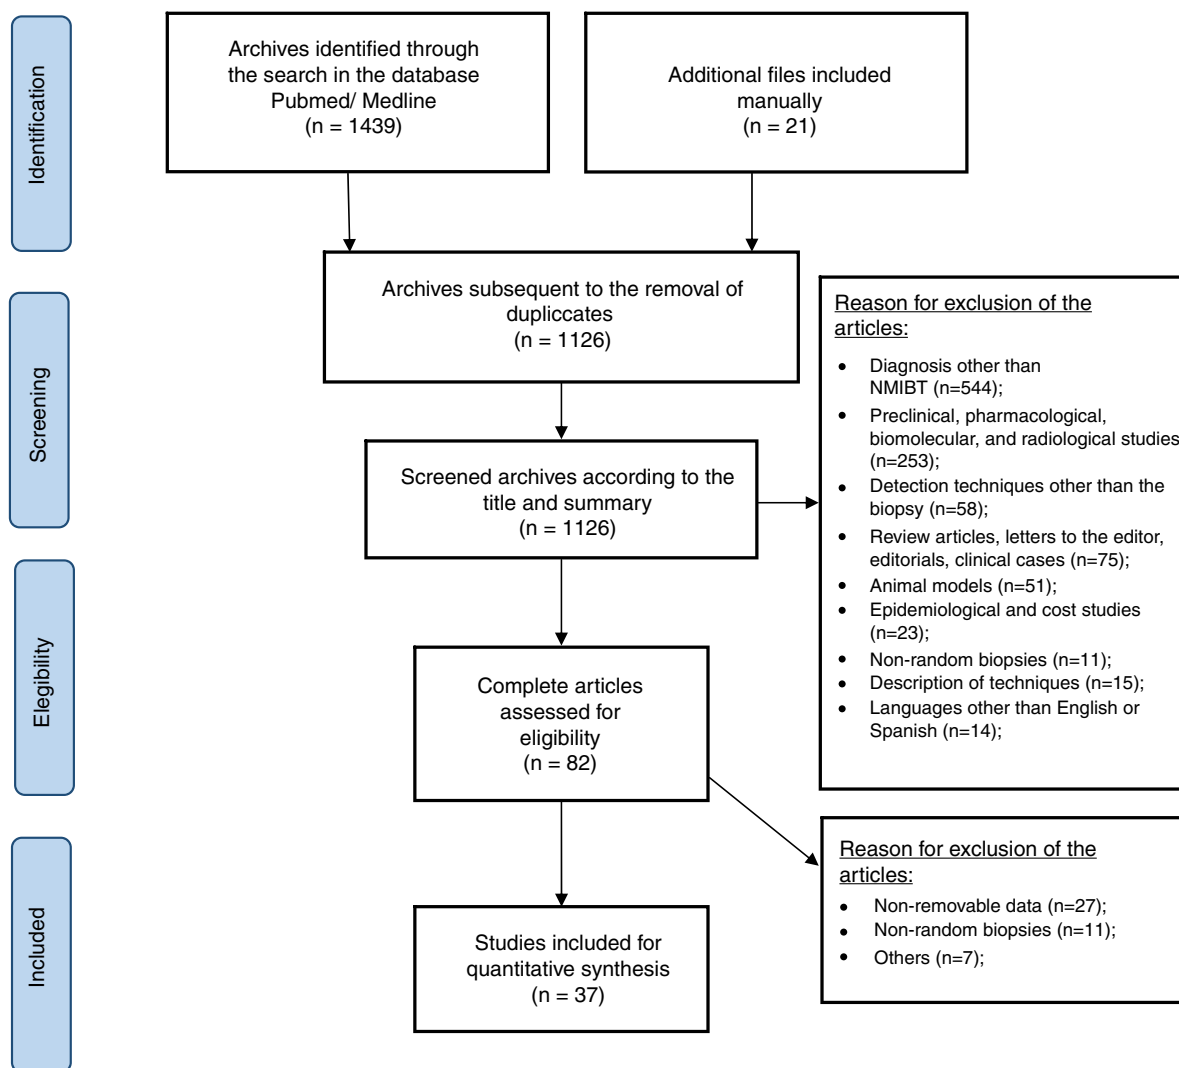 Identification
Archives identified through
the search in the database
Pubmed/ Medline
(n = 1439)
Additional files included
manually
(n = 21)
Screening
Archives subsequent to the removal of
dupliccates
(n = 1126)
Screened archives according to the
title and summary
(n = 1126)
Reason for exclusion of the
articles:
• Diagnosis other than
NMIBT (n=544);
• Preclinical, pharmacological,
biomolecular, and radiological studies
(n=253);
• Detection techniques other than the
biopsy (n=58);
• Review articles, letters to the editor,
editorials, clinical cases (n=75);
• Animal models (n=51);
• Epidemiological and cost studies
(n=23);
• Non-random biopsies (n=11);
• Description of techniques (n=15);
• Languages other than English or
Spanish (n=14);
Elegibility
Complete articles
assessed for
eligibility
(n = 82)
Reason for exclusion of the
articles:
• Non-removable data (n=27);
• Non-random biopsies (n=11);
• Others (n=7);
Included
Studies included for
quantitative synthesis
(n = 37)